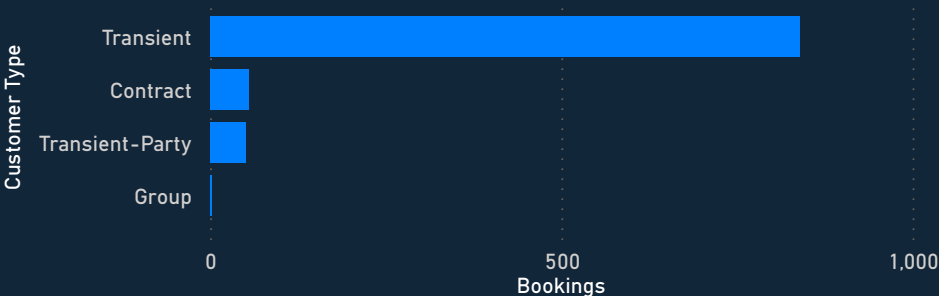 Customer Type
Transient
Contract
Transient-Party
Group
0 500 1,000
Bookings